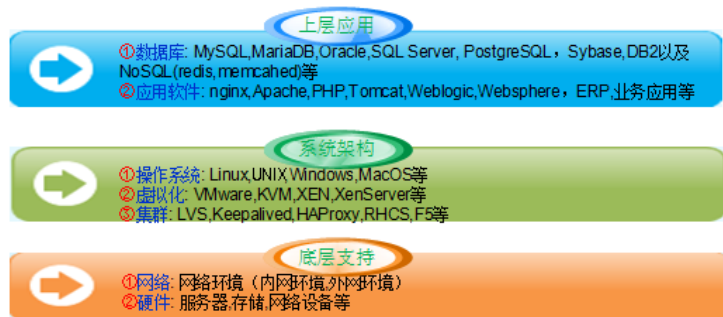 上层应用
①数据库: MySQL,MariaDB,Oracle,SQL Server, PostgreSQL，Sybase,DB2以及
NoSQL(redis,memcahed)等
②应用软件: nginx,Apache,PHP,Tomcat,Weblogic,Websphere，ERP,业务应用等
系统架构
①操作系统: Linux,UNIX,Windows,MacOS等
②虚拟化: VMware,KVM,XEN,XenServer等
③集群: LVS,Keepalived,HAProxy,RHCS,F5等
底层支持
①网络: 网络环境（内网环境,外网环境）
②硬件: 服务器,存储,网络设备等